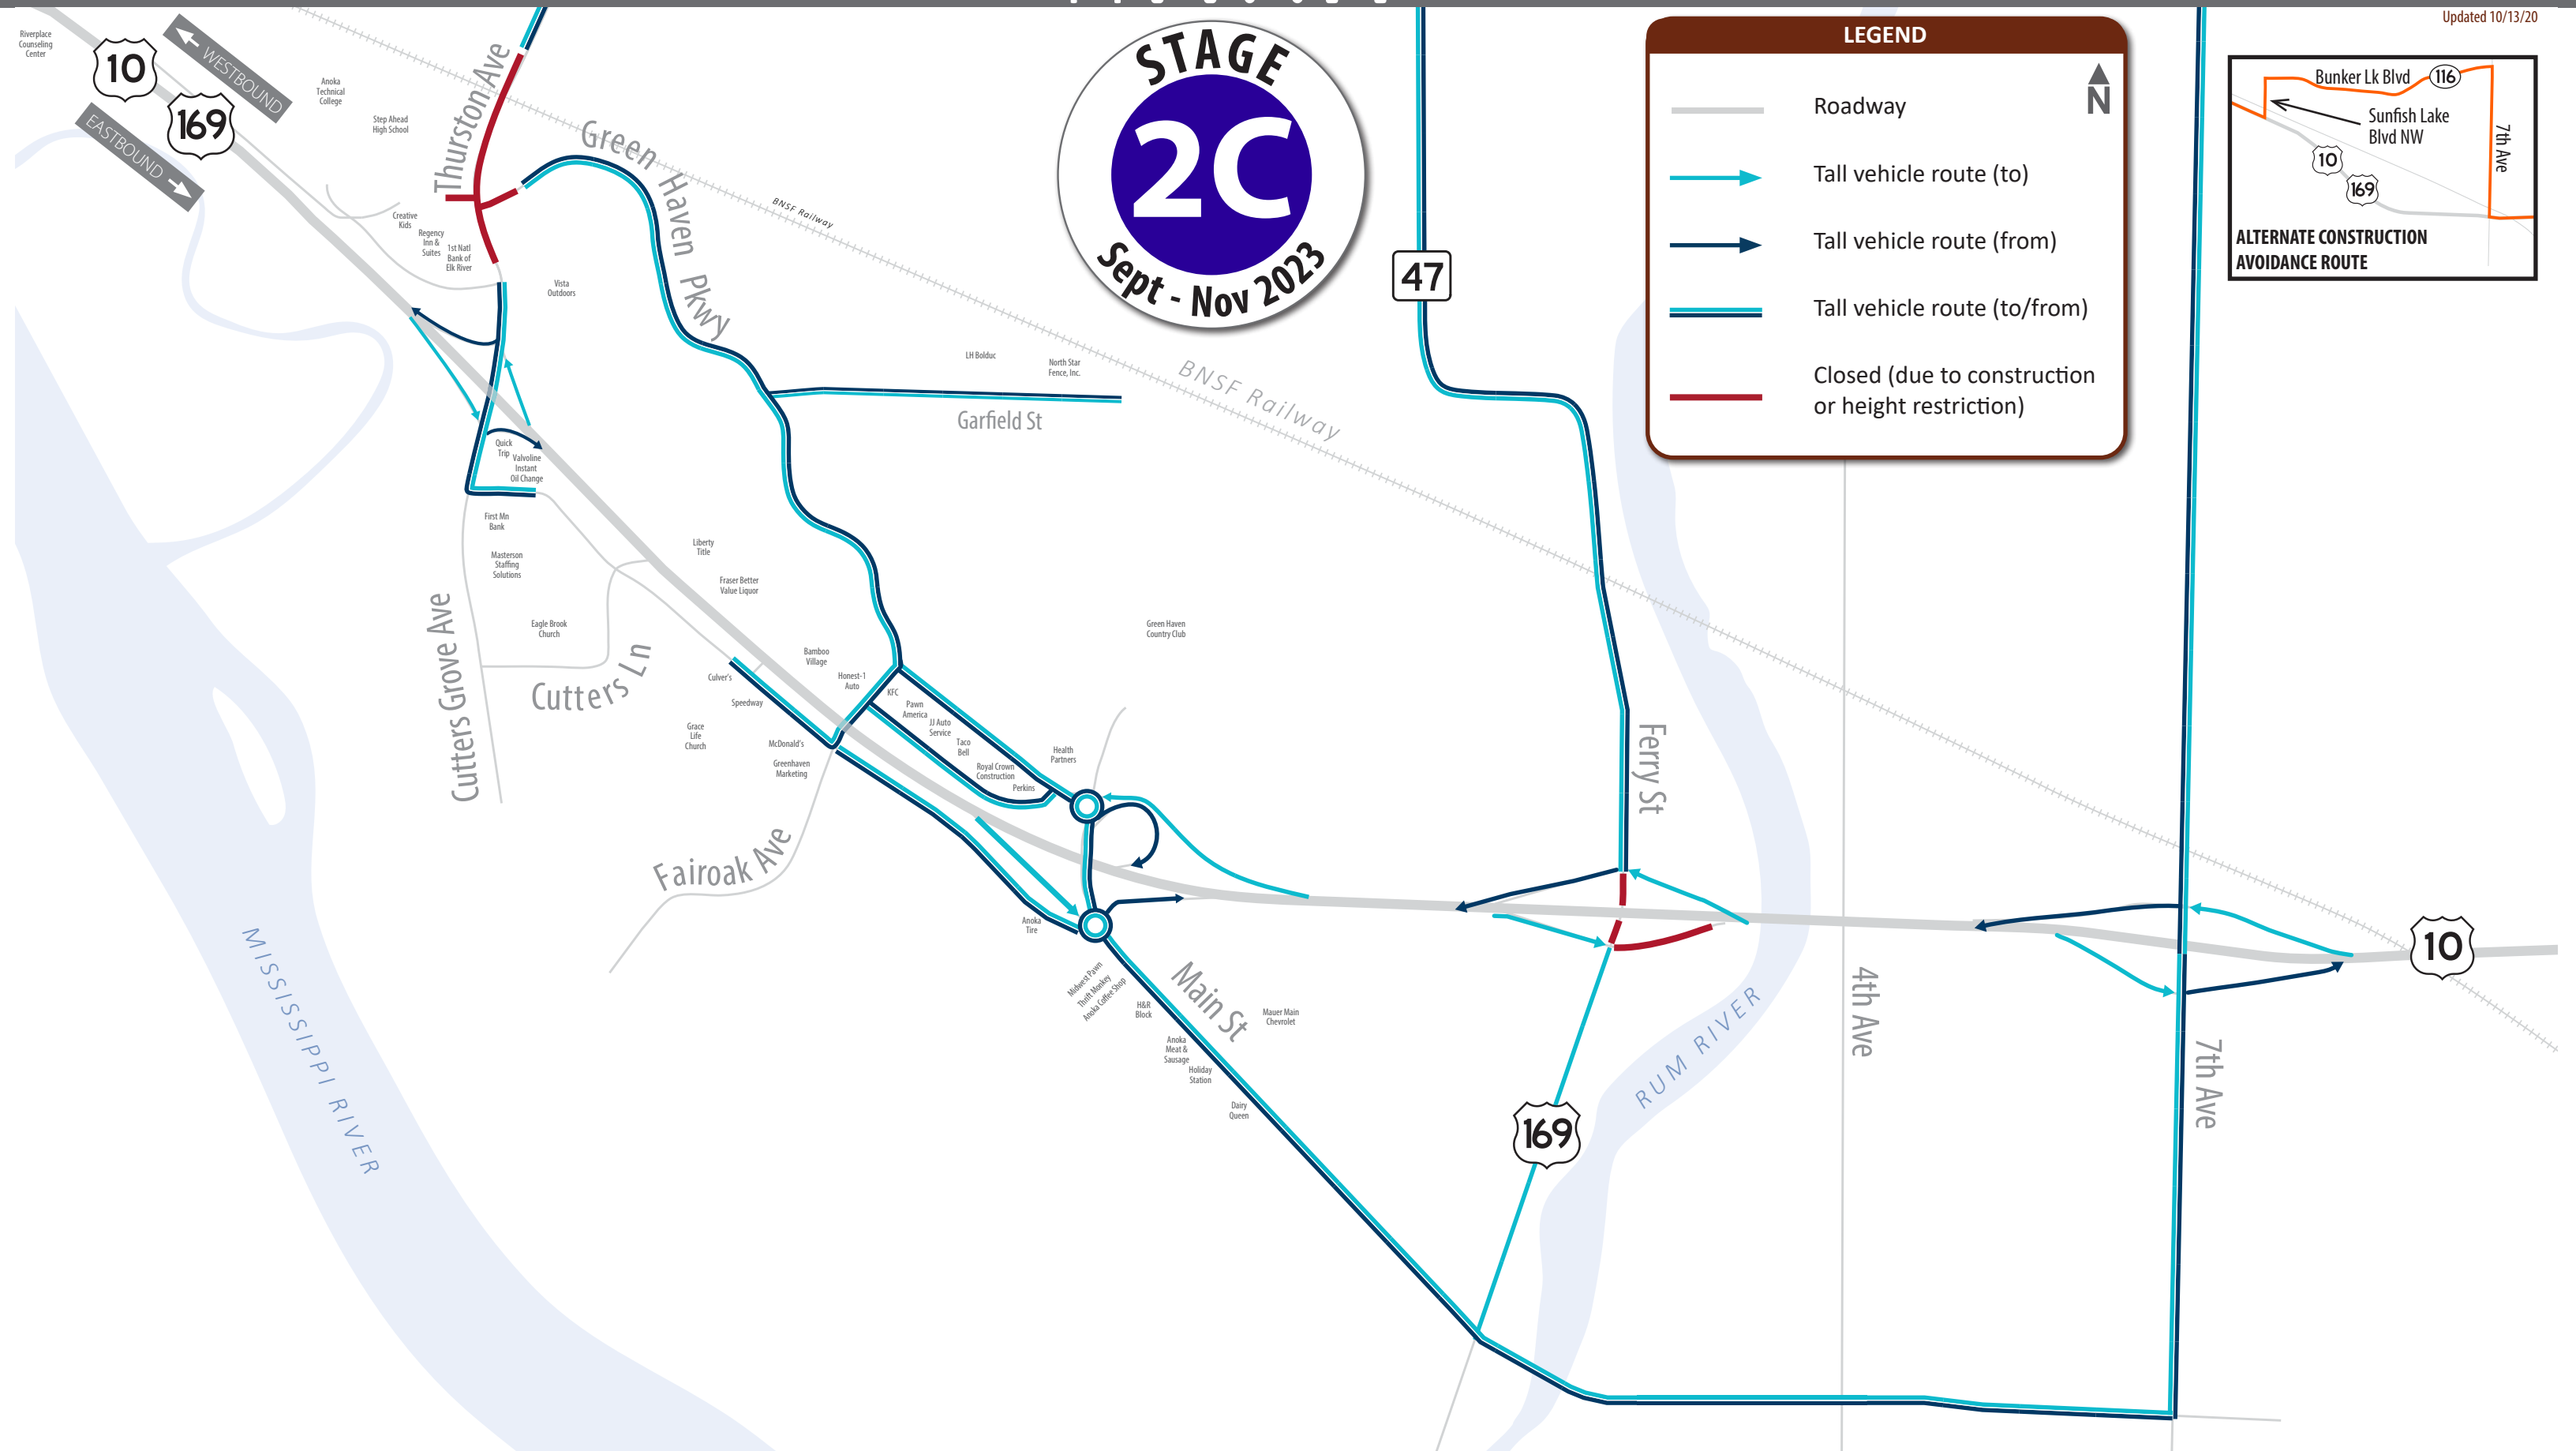 Updated 10/13/20
STAGE
2C
Sept - Nov 2023
LEGEND
N
Roadway
Tall vehicle route (to)
Tall vehicle route (from)
Tall vehicle route (to/from)
Closed (due to construction
or height restriction)
Bunker Lk Blvd
116
Sunfish Lake
Blvd NW
7th Ave
10
169
ALTERNATE CONSTRUCTION
AVOIDANCE ROUTE
Riverplace
Counseling
Center
10
169
WESTBOUND
EASTBOUND
Anoka
Technical
College
Step Ahead
High School
Thurston Ave
Green Haven Pkwy
BNSF Railway
Creative
Kids
Regency
Inn &
Suites
1st Natl
Bank of
Elk River
Vista
Outdoors
47
LH Bolduc
North Star
Fence, Inc.
BNSF Railway
Garfield St
Quick
Trip
Valvoline
Instant
Oil Change
First Mn
Bank
Masterson
Staffing
Solutions
Liberty
Title
Fraser Better
Value Liquor
Eagle Brook
Church
Cutters Grove Ave
Cutters Ln
Green Haven
Country Club
Bamboo
Village
Honest-1
Auto
Culver's
Speedway
KFC
Pawn
America
JJ Auto
Service
Taco
Bell
Royal Crown
Construction
Perkins
Health
Partners
Grace
Life
Church
McDonald's
Greenhaven
Marketing
Fairoak Ave
Ferry St
Anoka
Tire
Midwest Pawn
Thrift Monkey
Anoka Coffee Shop
H&R
Block
Main St
Mauer Main
Chevrolet
Anoka
Meat &
Sausage
Holiday
Station
Dairy
Queen
MISSISSIPPI RIVER
RUM RIVER
4th Ave
7th Ave
10
169